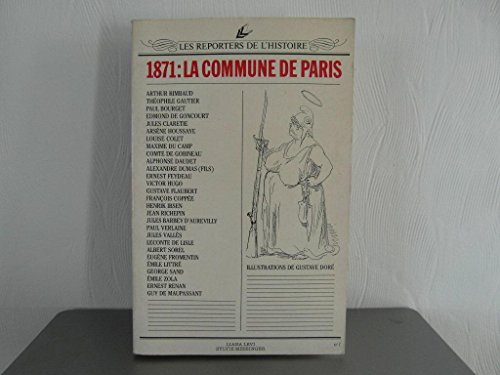 LES REPORTERS DE L'HISTOIRE
1871: LA COMMUNE DE PARIS
ARTHUR RIMBAUD
THÉOPHILE GAUTIER
PAUL BOURGET
EDMOND DE GONCOURT
JULES CLARETIE
ARSÈNE HOUSSAYE
LOUISE COLET
MAXIME DU CAMP
COMTE DE GOBINEAU
ALPHONSE DAUDET
ALEXANDRE DUMAS (FILS)
ERNEST FEYDEAU
VICTOR HUGO
GUSTAVE FLAUBERT
FRANÇOIS COPPÉE
HENRIK IBSEN
JEAN RICHEPIN
JULES BARBEY D'AUREVILLY
PAUL VERLAINE
JULES VALLÈS
LECONTE DE LISLE
ALBERT SOREL
EUGÈNE FROMENTIN
ÉMILE LITTRÉ
GEORGE SAND
ÉMILE ZOLA
ERNEST RENAN
GUY DE MAUPASSANT
ILLUSTRATIONS DE GUSTAVE DORÉ
LIANA LEVI
SYLVIE MESSINGER